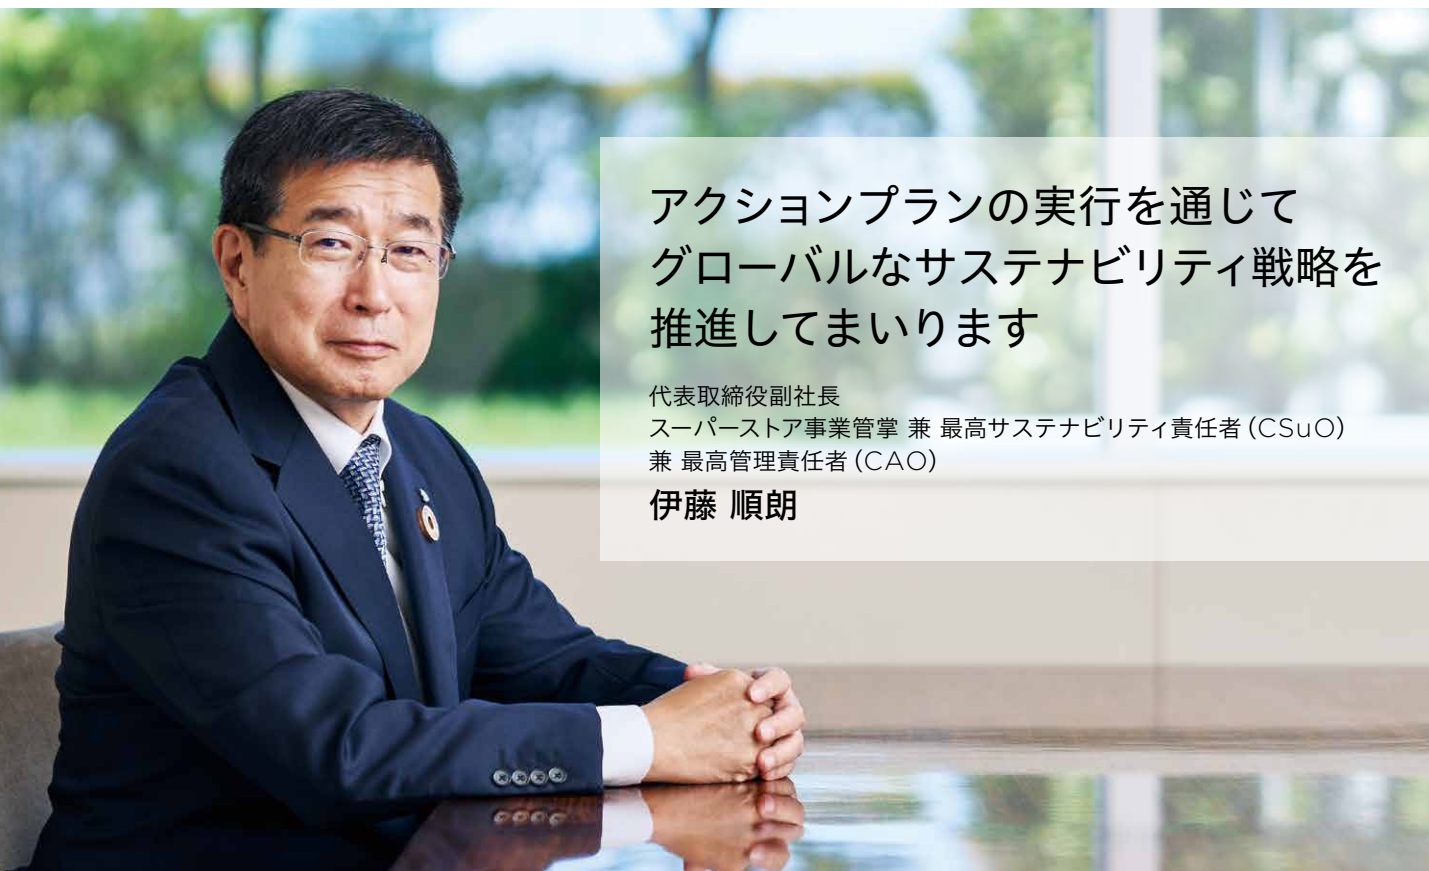 アクションプランの実行を通じて
グローバルなサステナビリティ戦略を
推進してまいります
代表取締役副社長
スーパーストア事業管掌 兼 最高サステナビリティ責任者（CSuO）
兼 最高管理責任者（CAO）
伊藤 順朗